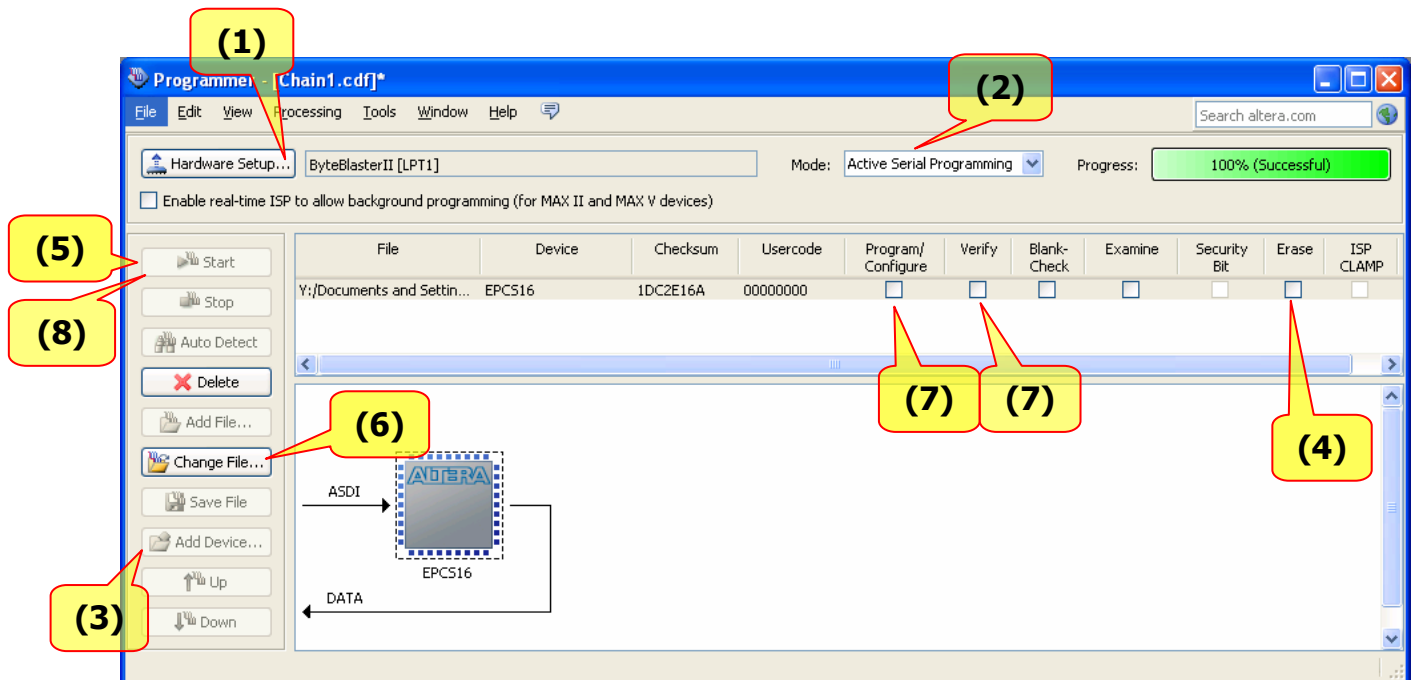 (1)
Programmer - [Chain1.cdf]*
(2)
File Edit View Processing Tools Window Help
Search altera.com
Hardware Setup... ByteBlasterII [LPT1] Mode: Active Serial Programming Progress: 100% (Successful)
Enable real-time ISP to allow background programming (for MAX II and MAX V devices)
(5)
Start
(8)
Stop
Auto Detect
Delete
Add File...
Change File...
Save File
Add Device...
(3)
Up
Down
File Device Checksum Usercode Program/ Verify Blank- Examine Security Erase ISP
Configure Check Bit CLAMP
Y:/Documents and Settin... EPCS16 1DC2E16A 00000000
(7) (7)
(4)
(6)
ALTERA
ASDI
EPCS16
DATA